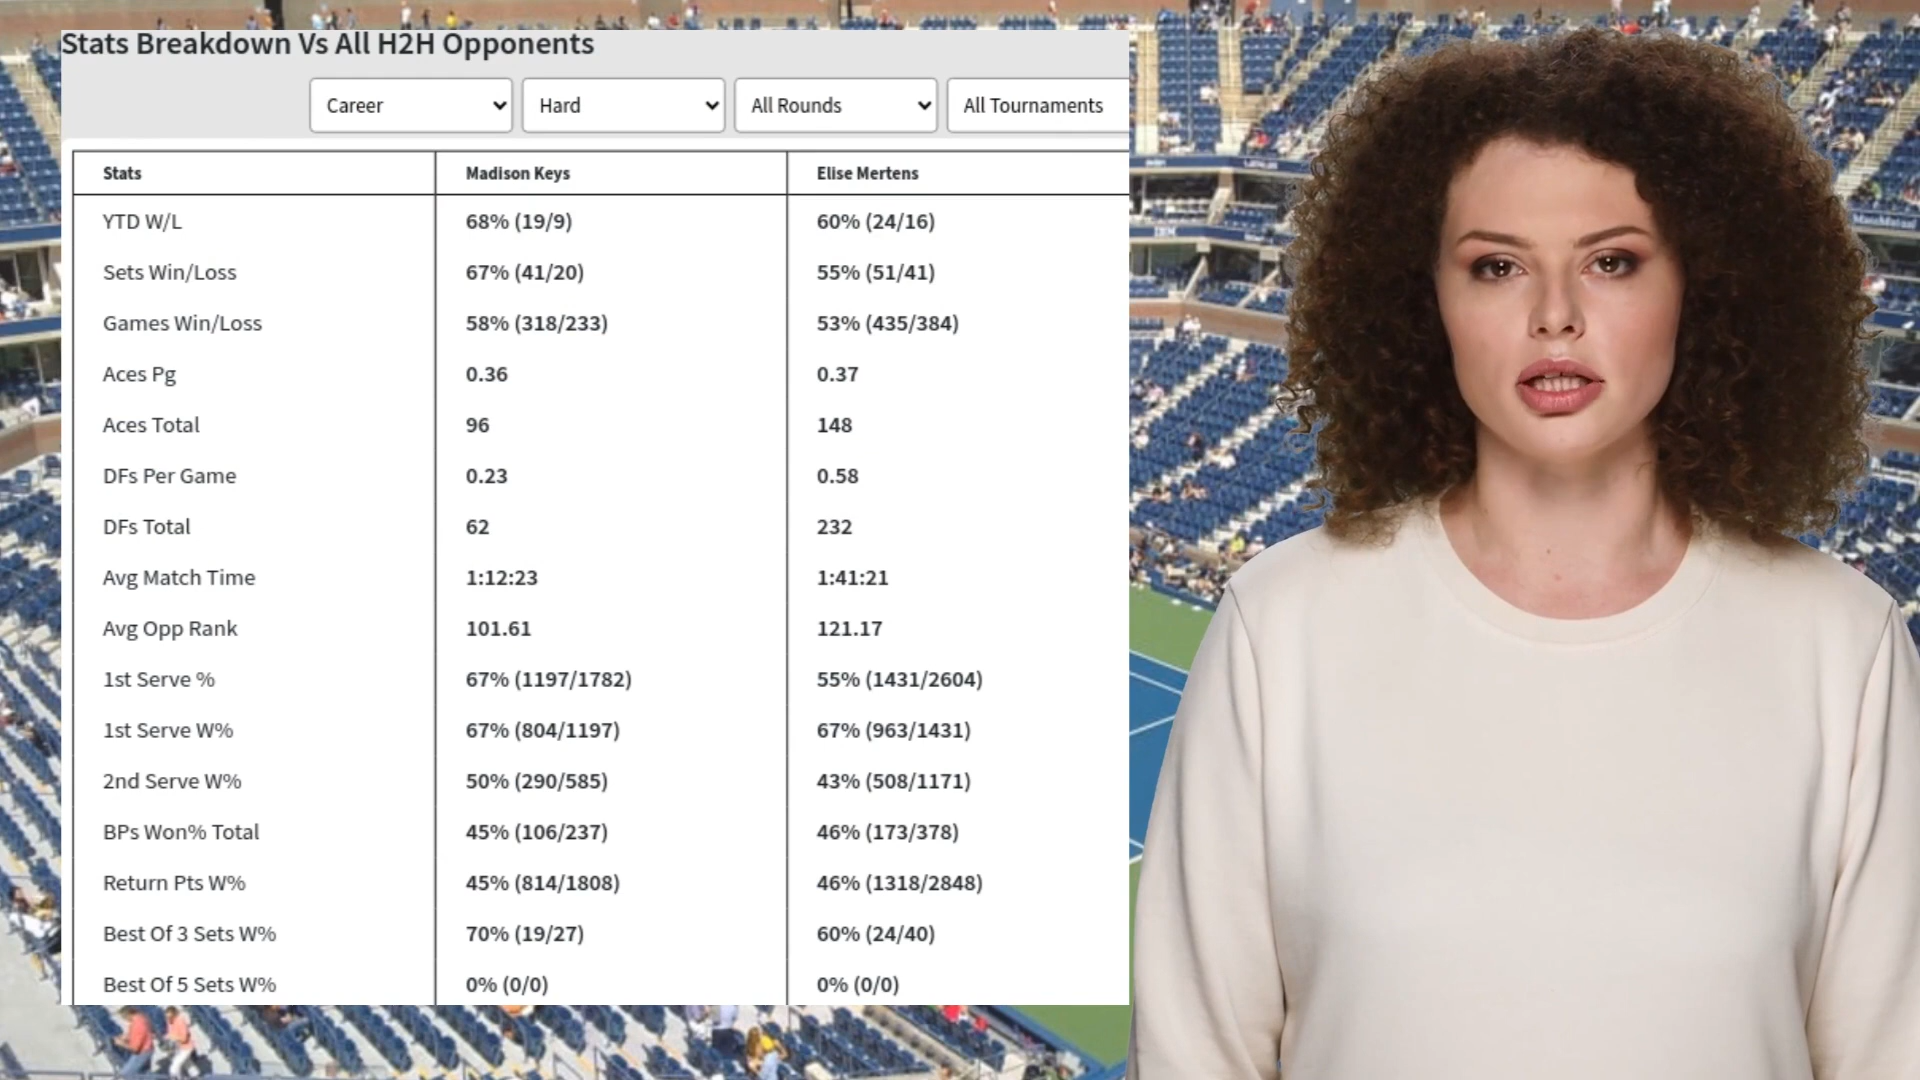 Stats Breakdown Vs All H2H Opponents
Career Hard All Rounds All Tournaments
Stats Madison Keys Elise Mertens
YTD W/L 68% (19/9) 60% (24/16)
Sets Win/Loss 67% (41/20) 55% (51/41)
Games Win/Loss 58% (318/233) 53% (435/384)
Aces Pg 0.36 0.37
Aces Total 96 148
DFs Per Game 0.23 0.58
DFs Total 62 232
Avg Match Time 1:12:23 1:41:21
Avg Opp Rank 101.61 121.17
1st Serve % 67% (1197/1782) 55% (1431/2604)
1st Serve W% 67% (804/1197) 67% (963/1431)
2nd Serve W% 50% (290/585) 43% (508/1171)
BPs Won% Total 45% (106/237) 46% (173/378)
Return Pts W% 45% (814/1808) 46% (1318/2848)
Best Of 3 Sets W% 70% (19/27) 60% (24/40)
Best Of 5 Sets W% 0% (0/0) 0% (0/0)
IBM
MassMutual